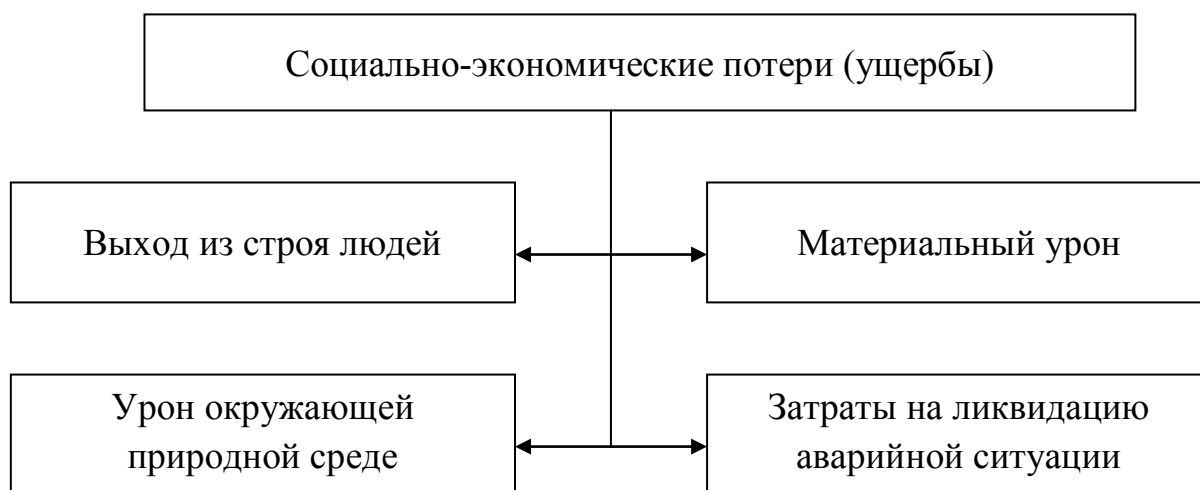 Социально-экономические потери (ущербы)
Выход из строя людей
Материальный урон
Урон окружающей
природной среде
Затраты на ликвидацию
аварийной ситуации